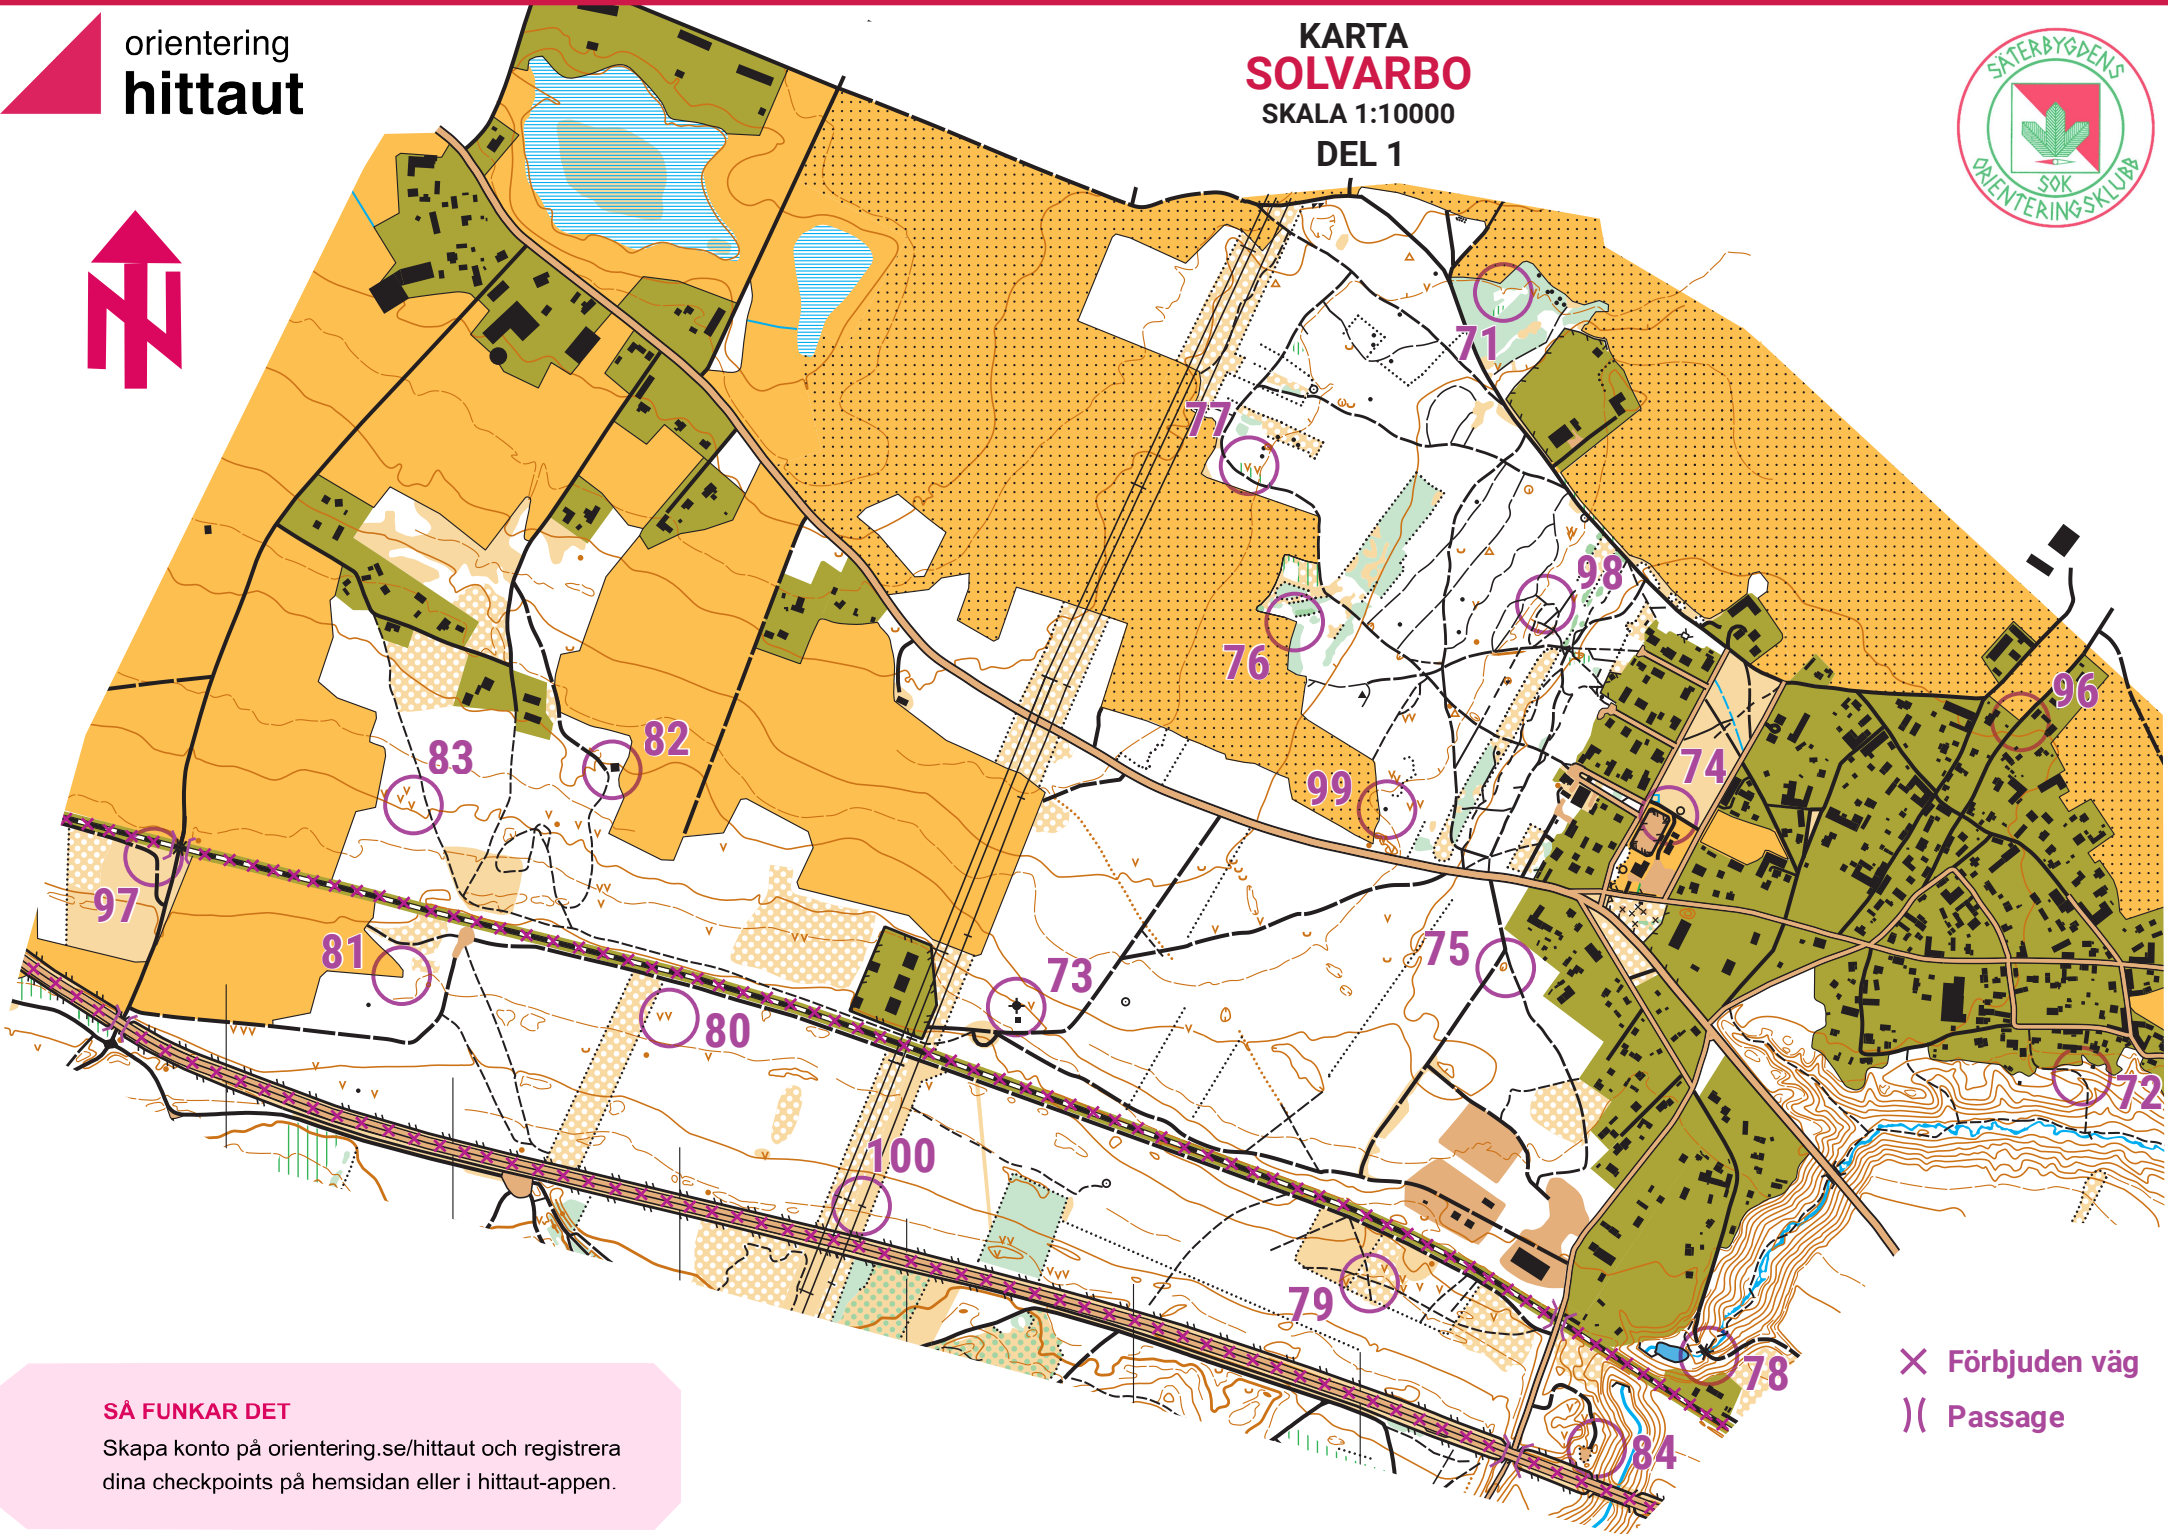 orientering
hittaut
KARTA
SOLVARBO
SKALA 1:10000
DEL 1
SÄTERBYGDENS
SOK
ORIENTERINGSKLUBB
71
77
98
76
96
82
83
74
99
97
81
75
73
80
72
100
79
78
84
Förbjuden väg
Passage
SÅ FUNKAR DET
Skapa konto på orientering.se/hittaut och registrera
dina checkpoints på hemsidan eller i hittaut-appen.